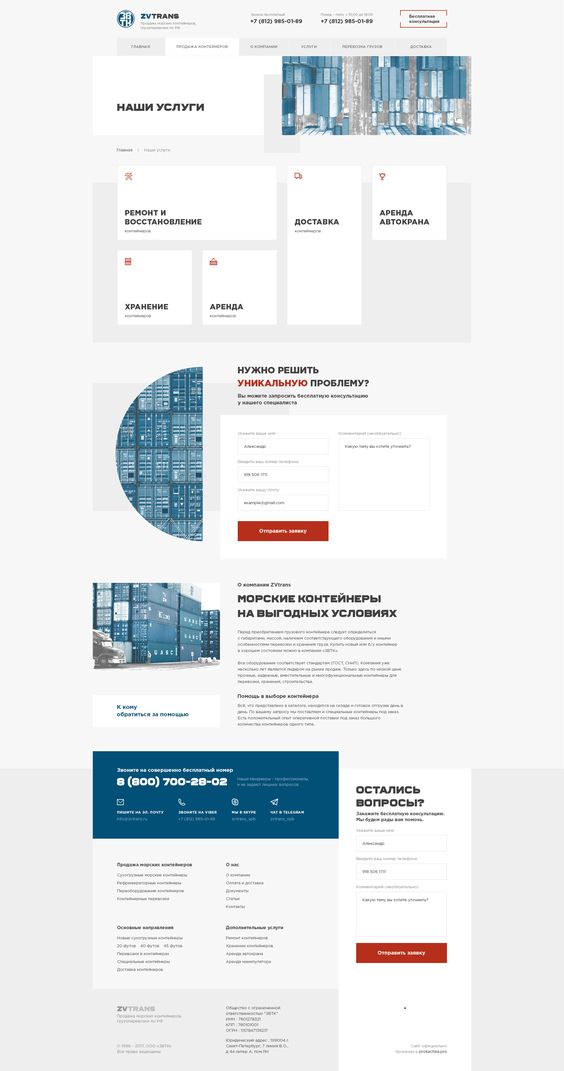 ZVTRANS
Продажа морских контейнеров,
грузоперевозки по РФ
Звонок бесплатный
+7 (812) 985-01-89
+7 (812) 985-01-89
Бесплатная
консультация
ГЛАВНАЯ
ПРОДАЖА КОНТЕЙНЕРОВ
О КОМПАНИИ
УСЛУГИ
ПЕРЕВОЗКА ГРУЗОВ
ДОСТАВКА
НАШИ УСЛУГИ
Главная | Наши услуги
РЕМОНТ И
ВОССТАНОВЛЕНИЕ
контейнеров
ДОСТАВКА
контейнеров
АРЕНДА
АВТОКРАНА
ХРАНЕНИЕ
контейнеров
АРЕНДА
контейнеров
НУЖНО РЕШИТЬ
УНИКАЛЬНУЮ ПРОБЛЕМУ?
Вы можете запросить бесплатную консультацию
у нашего специалиста
Укажите ваше имя
Александр
Введите ваш номер телефона
918 506 1711
Укажите вашу почту
example@gmail.com
Комментарий (необязательно)
Какую тему вы хотите уточнить?
Отправить заявку
О компании ZVtrans
МОРСКИЕ КОНТЕЙНЕРЫ
НА ВЫГОДНЫХ УСЛОВИЯХ
Перед приобретением грузового контейнера следует определиться
с габаритами, массой, наличием соответствующего оборудования и иными
особенностями перевозки и хранения груза. Купить новый или б/у контейнер
в хорошем состоянии можно в компании «ЗВТК».
Все оборудование соответствует стандартам (ГОСТ, СНиП). Компания уже
несколько лет является лидером на рынке продаж. Только здесь по низкой цене
прочные, надежные, вместительные и многофункциональные контейнеры для
перевозки, хранения, строительства.
Помощь в выборе контейнера
Всё, что представлено в каталоге, находится на складе и готово к отгрузке день в
день. По вашему запросу мы поставляем и специальные контейнеры под заказ.
Есть положительный опыт оперативной поставки под заказ большого
количества контейнеров одного типа.
К кому
обратиться за помощью
Звоните на совершенно бесплатный номер
8 (800) 700-28-02
Наши менеджеры - профессионалы,
и не задают лишних вопросов
ПИШИТЕ НА ЭЛ. ПОЧТУ
info@zvtrans.ru
ЗВОНИТЕ НА VIBER
+7 (812) 985-01-89
МЫ В SKYPE
zvtrans_spb
ЧАТ В TELEGRAM
zvtrans_spb
ОСТАЛИСЬ
ВОПРОСЫ?
Закажите бесплатную консультацию.
Мы будем рады вам помочь.
Укажите ваше имя
Александр
Введите ваш номер телефона
918 506 1711
Комментарий (необязательно)
Какую тему вы хотите уточнить?
Отправить заявку
Продажа морских контейнеров
Сухогрузные морские контейнеры
Рефрижераторные контейнеры
Переоборудование контейнеров
Контейнерные перевозки
О нас
О компании
Оплата и доставка
Документы
Статьи
Контакты
Основные направления
Новые сухогрузные контейнеры
20 футов 40 футов 45 футов
Перевозки в контейнерах
Специальные контейнеры
Доставка контейнеров
Дополнительные услуги
Ремонт контейнеров
Хранение контейнеров
Аренда автокрана
Аренда манипулятора
ZVTRANS
Продажа морских контейнеров,
грузоперевозки по РФ
Общество с ограниченной
ответственностью "ЗВТК"
ИНН : 7801278321
КПП : 780101001
ОГРН :
Юридический адрес : 199004 г.
Санкт-Петербург, 7 линия В.О.,
д 44 литер А, пом.1Н
2017, ООО «ЗВТК»
Все права защищены
Сайт официально
прокачан в prokachka.pro